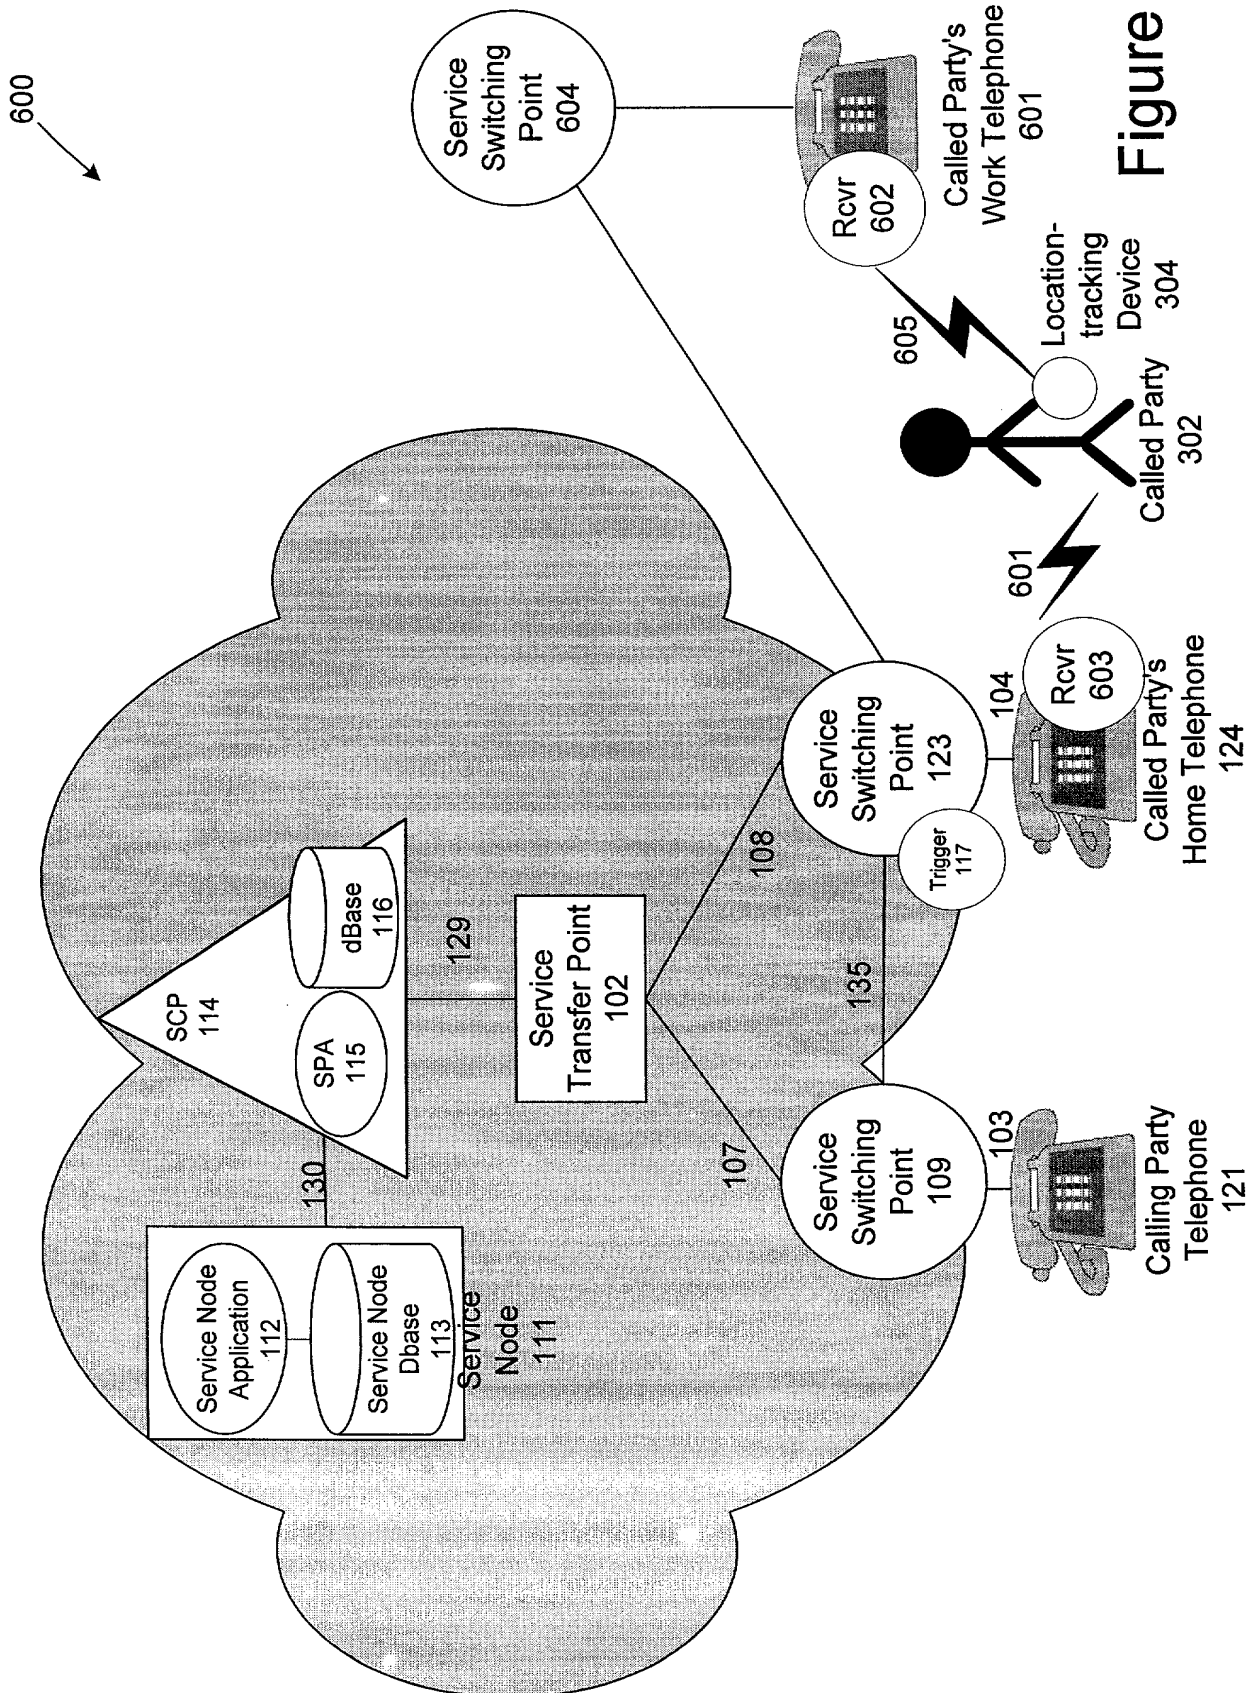 600
Service Node
Application
112
Service Node
Dbase
113
Service
Node
111
130
SCP
114
SPA
115
dBase
116
129
Service
Transfer Point
102
107
108
Service
Switching
Point
109
135
Service
Switching
Point
123
Trigger
117
Service
Switching
Point
604
103
Calling Party
Telephone
121
104
Rcvr
603
Called Party's
Home Telephone
124
601
Called Party
302
605
Location-
tracking
Device
304
Rcvr
602
Called Party's
Work Telephone
601
Figure